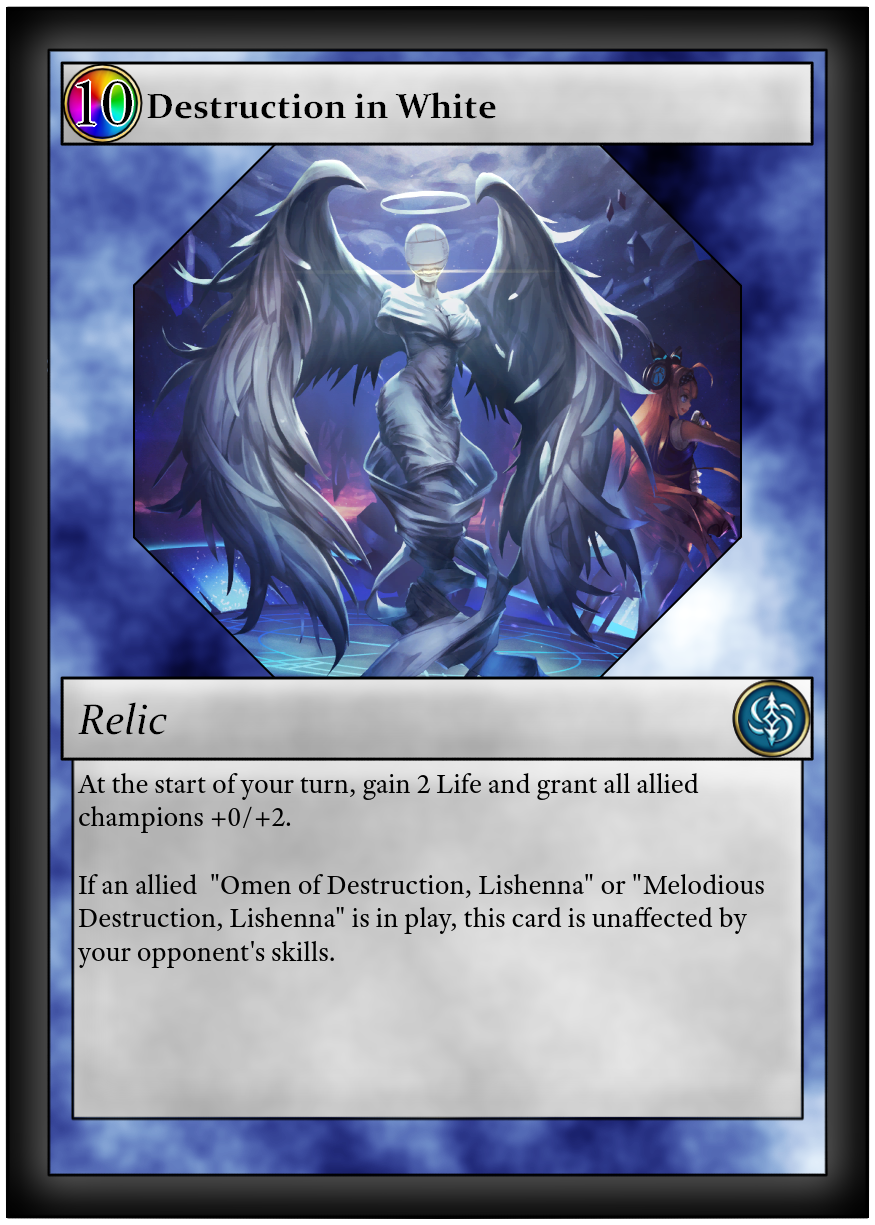 10 Destruction in White
Relic
At the start of your turn, gain 2 Life and grant all allied
champions +0/+2.
If an allied  "Omen of Destruction, Lishenna" or "Melodious
Destruction, Lishenna" is in play, this card is unaffected by
your opponent's skills.